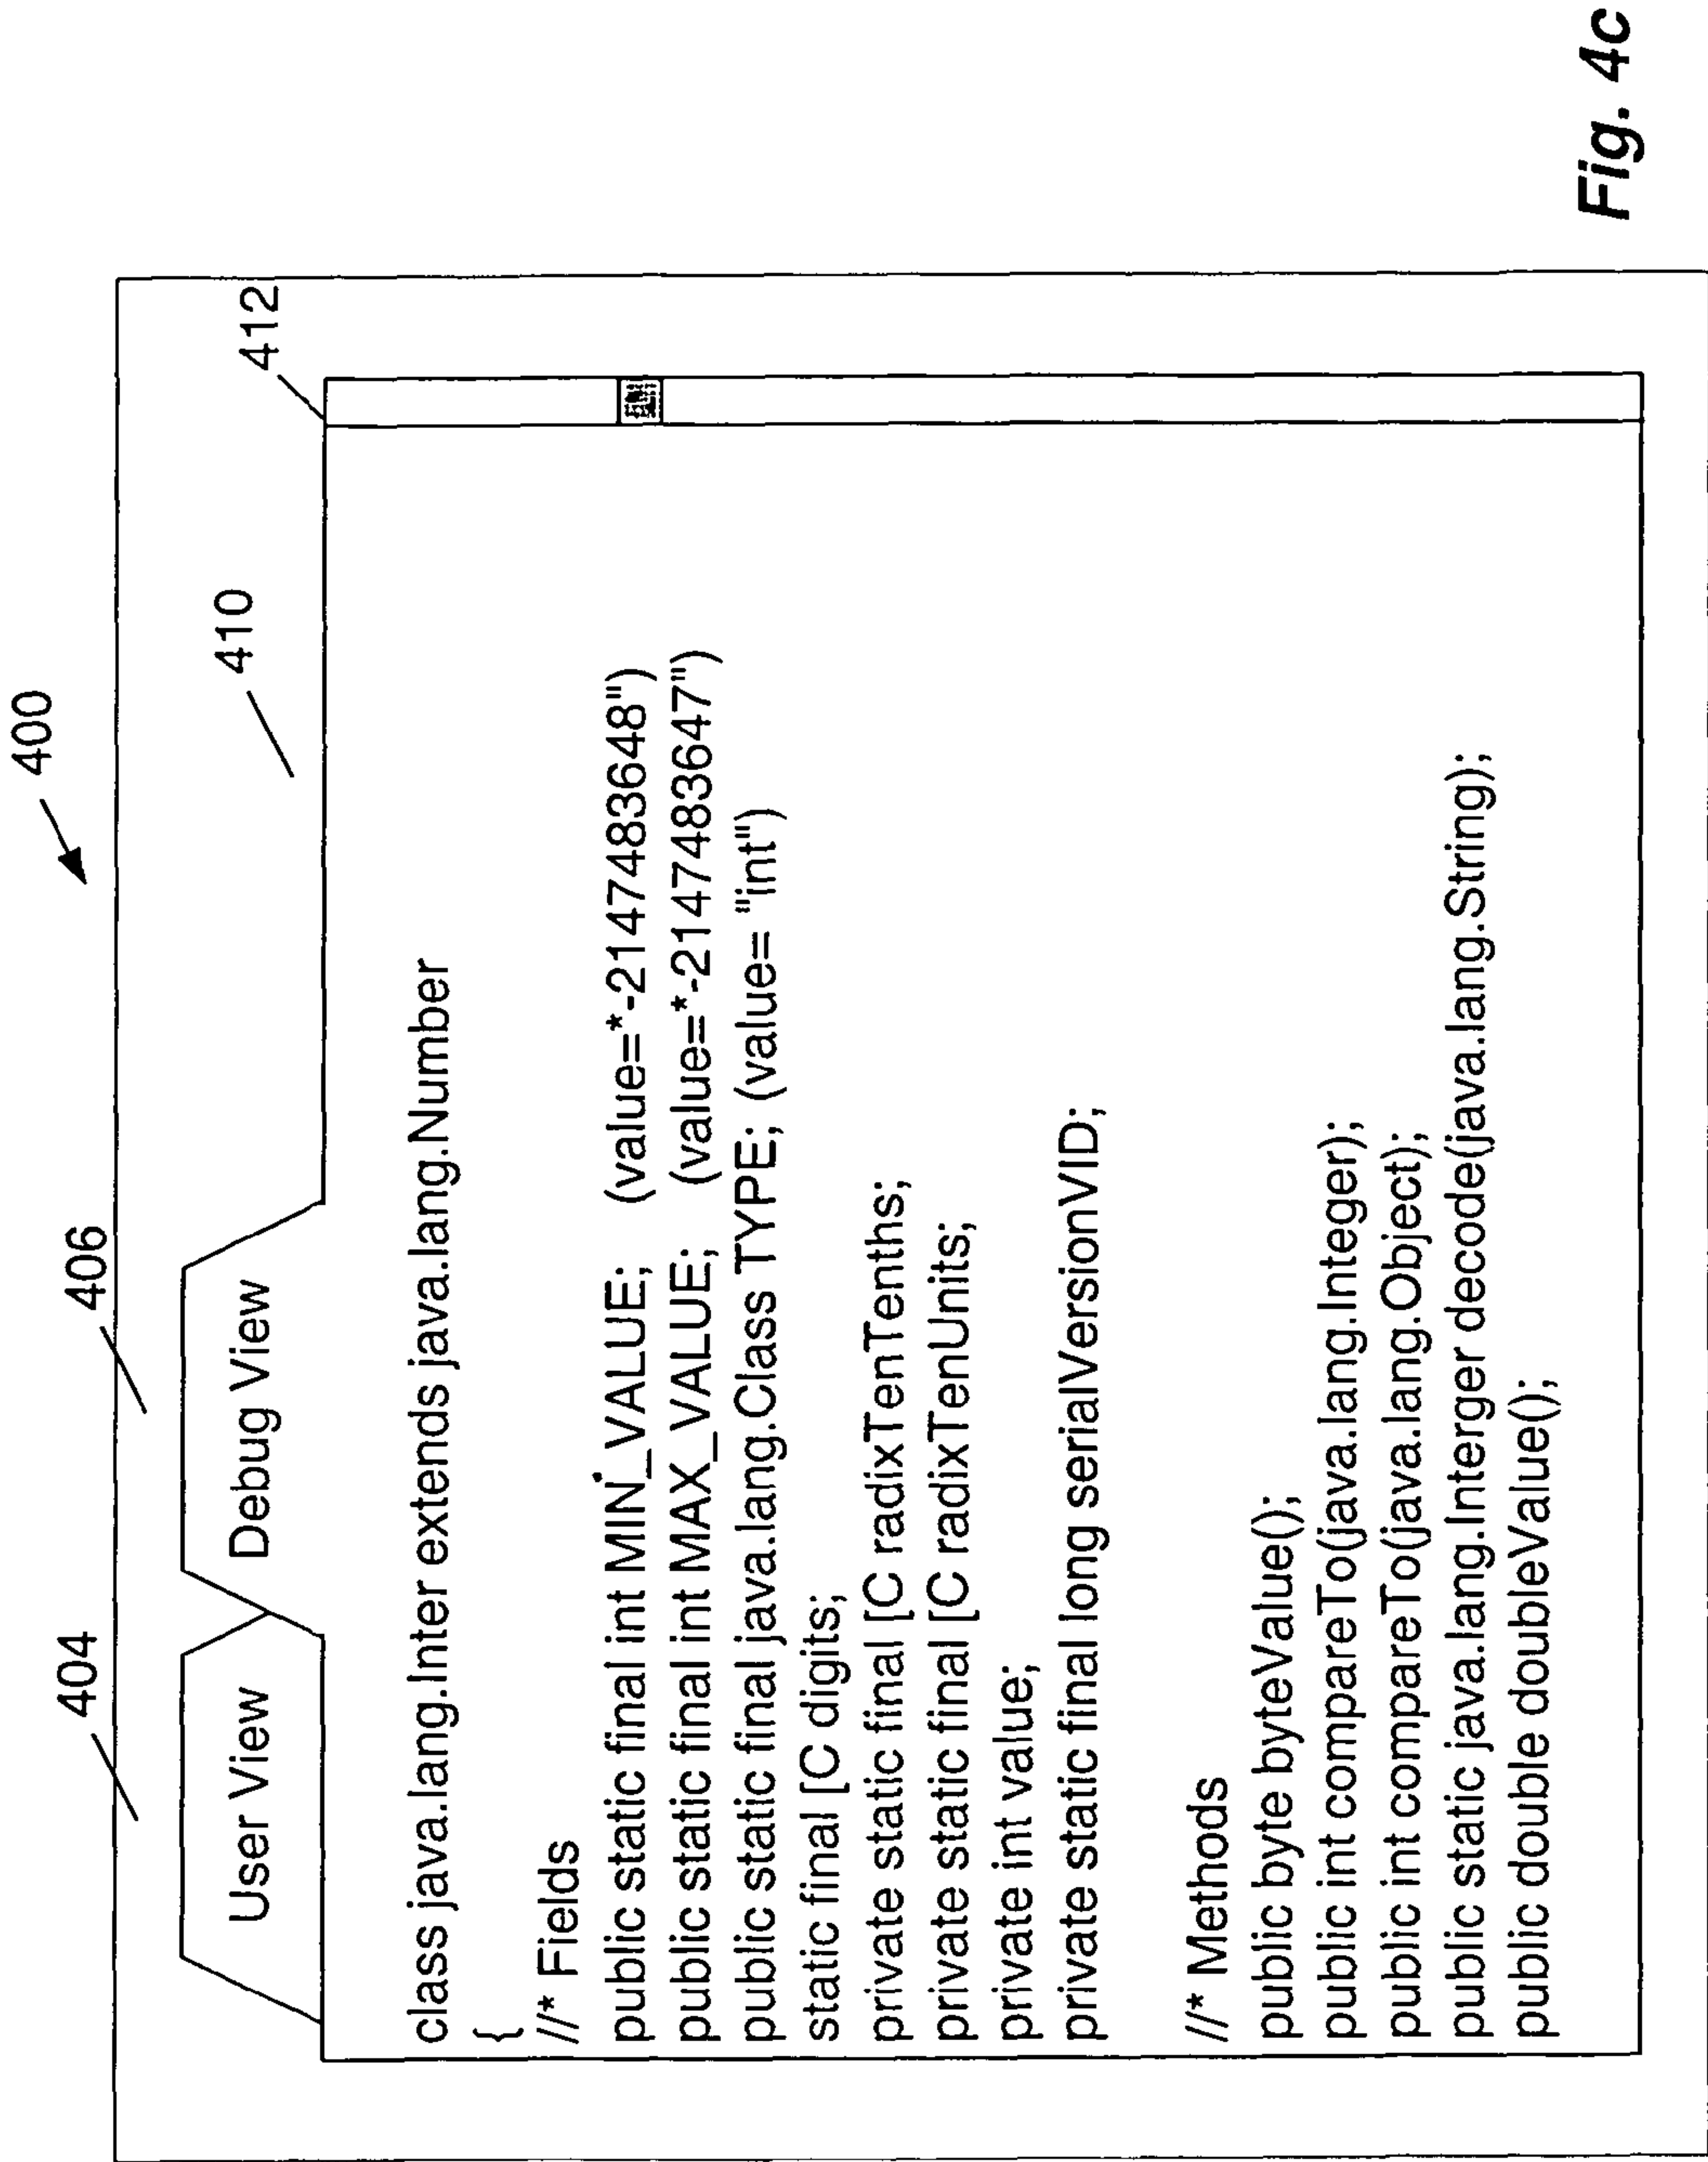 400
404
406
410
412
User View
Debug View
class java.lang.Inter extends java.lang.Number
{
//* Fields
public static final int MIN_VALUE; (value=*-2147483648")
public static final int MAX_VALUE; (value=*-2147483647")
public static final java.lang.Class TYPE; (value= "int")
static final [C digits;
private static final [C radixTenTenths;
private static final [C radixTenUnits;
private int value;
private static final long serialVersionVID;
//* Methods
public byte byteValue();
public int compareTo(java.lang.Integer);
public int compareTo(java.lang.Object);
public static java.lang.Interger decode(java.lang.String);
public double doubleValue();
Fig. 4c